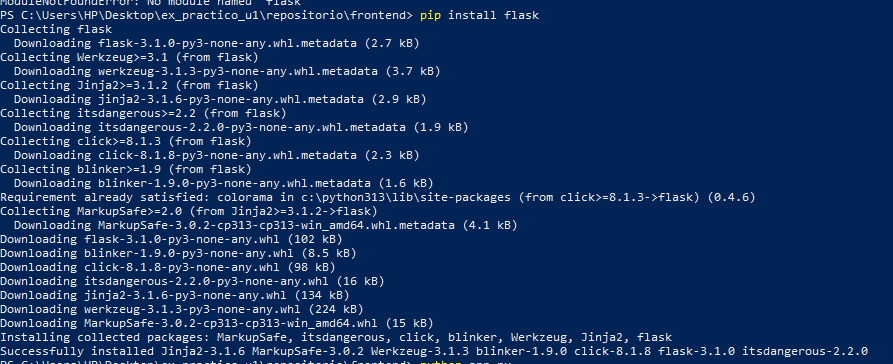 ModuleNotFoundError: No module named 'flask'
PS C:\Users\HP\Desktop\ex_practico_u1\repositorio\frontend> pip install flask
Collecting flask
  Downloading flask-3.1.0-py3-none-any.whl.metadata (2.7 kB)
Collecting Werkzeug>=3.1 (from flask)
  Downloading werkzeug-3.1.3-py3-none-any.whl.metadata (3.7 kB)
Collecting Jinja2>=3.1.2 (from flask)
  Downloading jinja2-3.1.6-py3-none-any.whl.metadata (2.9 kB)
Collecting itsdangerous>=2.2 (from flask)
  Downloading itsdangerous-2.2.0-py3-none-any.whl.metadata (1.9 kB)
Collecting click>=8.1.3 (from flask)
  Downloading click-8.1.8-py3-none-any.whl.metadata (2.3 kB)
Collecting blinker>=1.9 (from flask)
  Downloading blinker-1.9.0-py3-none-any.whl.metadata (1.6 kB)
Requirement already satisfied: colorama in c:\python313\lib\site-packages (from click>=8.1.3->flask) (0.4.6)
Collecting MarkupSafe>=2.0 (from Jinja2>=3.1.2->flask)
  Downloading MarkupSafe-3.0.2-cp313-cp313-win_amd64.whl.metadata (4.1 kB)
Downloading flask-3.1.0-py3-none-any.whl (102 kB)
Downloading blinker-1.9.0-py3-none-any.whl (8.5 kB)
Downloading click-8.1.8-py3-none-any.whl (98 kB)
Downloading itsdangerous-2.2.0-py3-none-any.whl (16 kB)
Downloading jinja2-3.1.6-py3-none-any.whl (134 kB)
Downloading werkzeug-3.1.3-py3-none-any.whl (224 kB)
Downloading MarkupSafe-3.0.2-cp313-cp313-win_amd64.whl (15 kB)
Installing collected packages: MarkupSafe, itsdangerous, click, blinker, Werkzeug, Jinja2, flask
Successfully installed Jinja2-3.1.6 MarkupSafe-3.0.2 Werkzeug-3.1.3 blinker-1.9.0 click-8.1.8 flask-3.1.0 itsdangerous-2.2.0
PS C:\Users\HP\Desktop\ex_practico_u1\repositorio\frontend> python